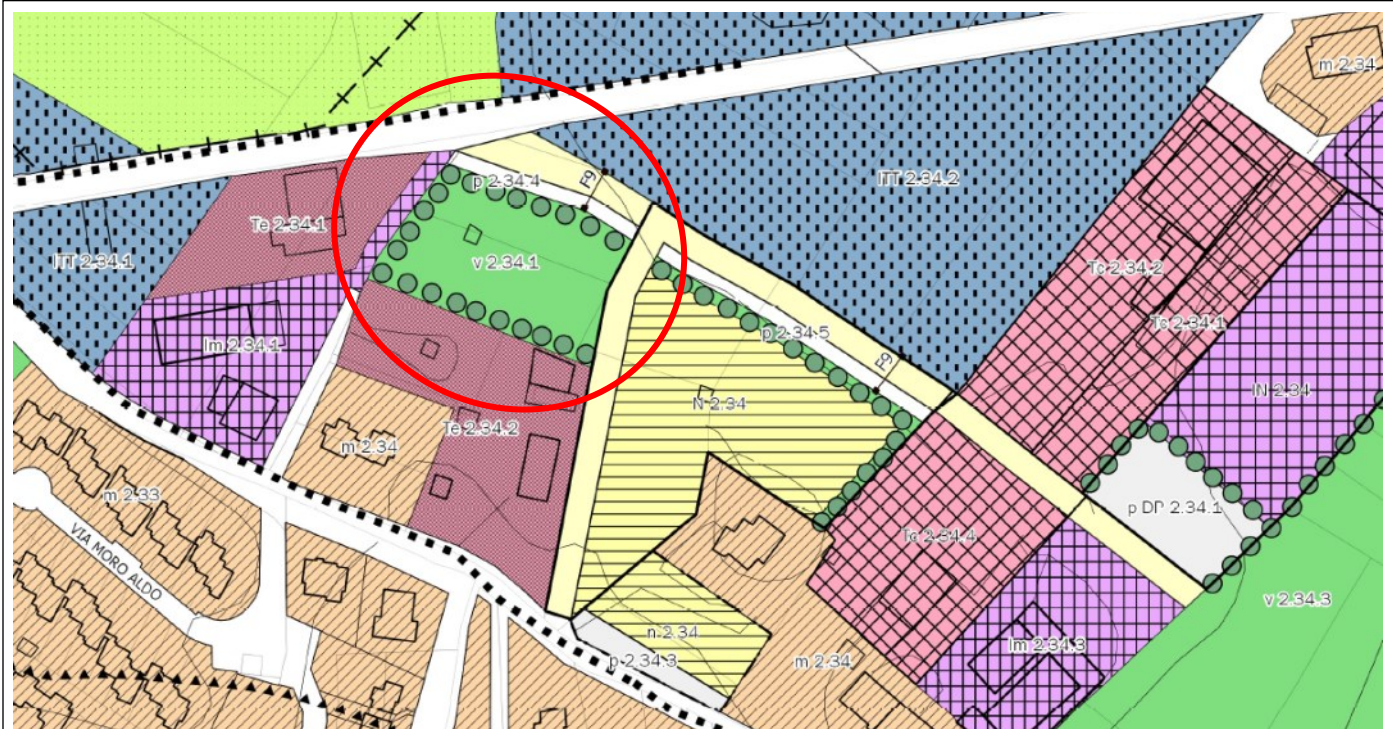 m 2.34
p 2.34.4
F9
ITT 2.34.2
Te 2.34.1
ITT 2.34.1
v 2.34.1
Tc 2.34.2
Tc 2.34.1
Im 2.34.1
p 2.34.5
F9
IN 2.34
N 2.34
Te 2.34.2
m 2.34
m 2.33
p DP 2.34.1
Tc 2.34.4
VIA MORO ALDO
v 2.34.3
n 2.34
Im 2.34.3
p 2.34.3
m 2.34